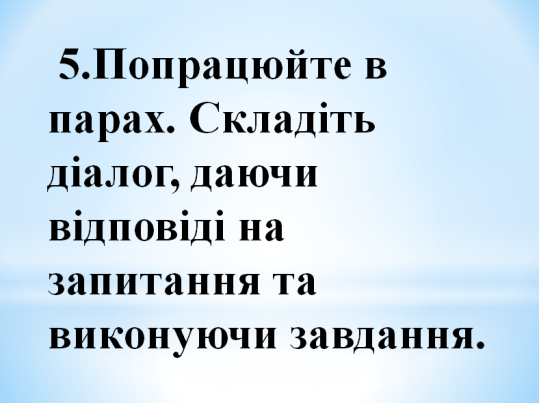 5.Попрацюйте в
парах. Складіть
діалог, даючи
відповіді на
запитання та
виконуючи завдання.